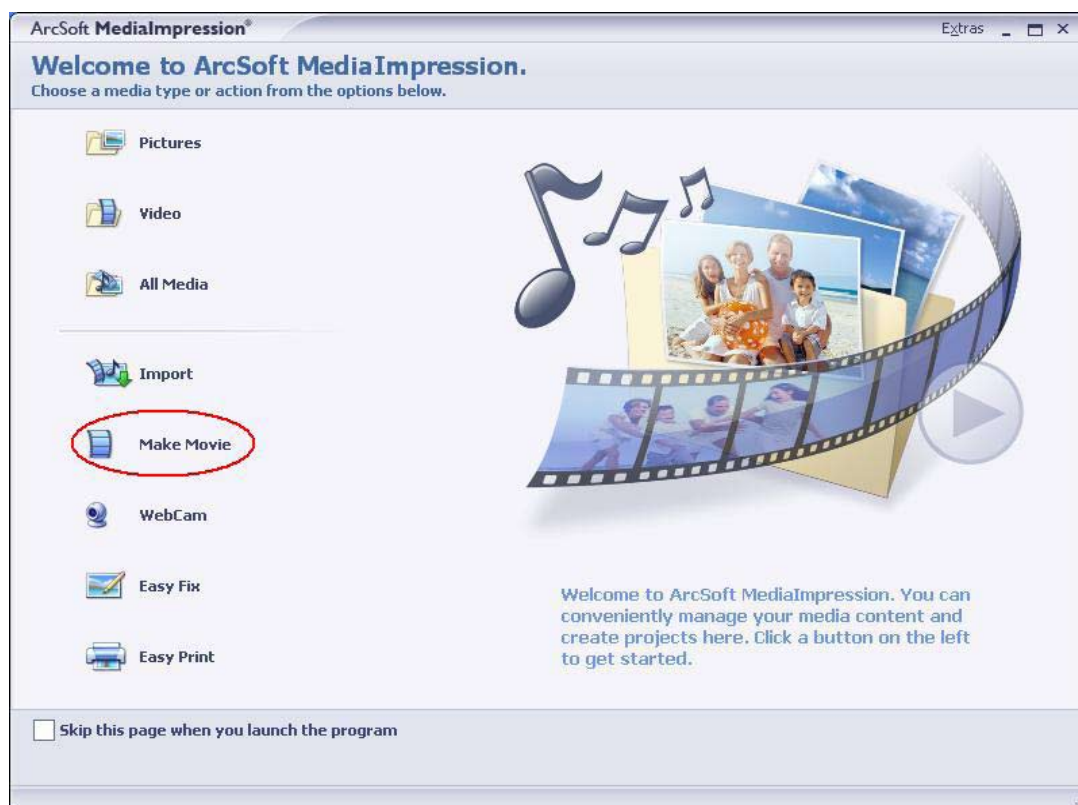 ArcSoft MediaImpression®
Extras
Welcome to ArcSoft MediaImpression.
Choose a media type or action from the options below.
Pictures
Video
All Media
Import
Make Movie
WebCam
Easy Fix
Easy Print
Welcome to ArcSoft MediaImpression. You can
conveniently manage your media content and
create projects here. Click a button on the left
to get started.
Skip this page when you launch the program